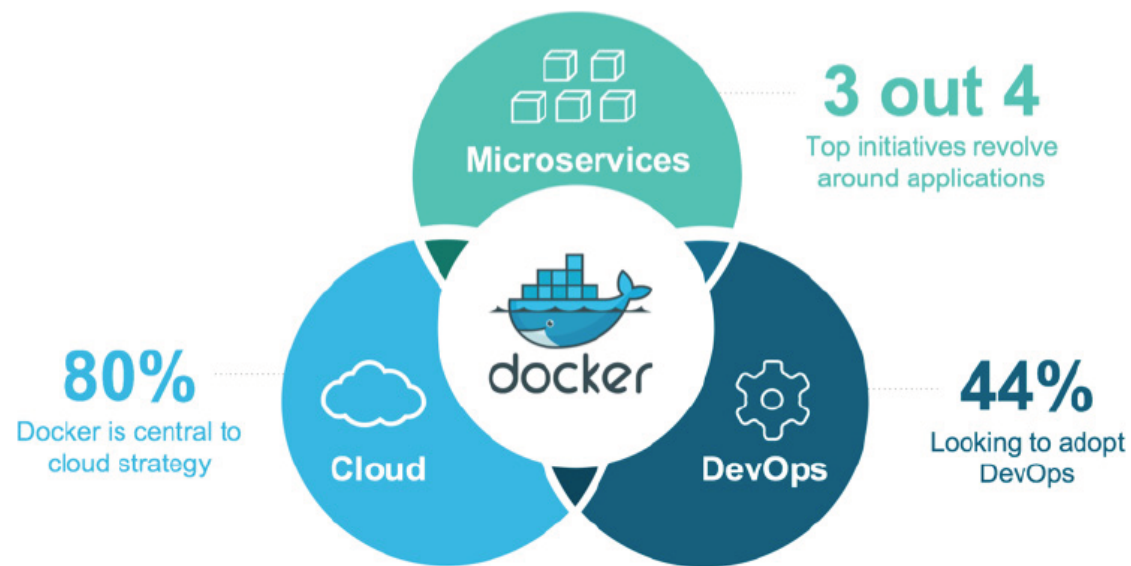 Microservices
3 out 4
Top initiatives revolve
around applications
docker
80%
Docker is central to
cloud strategy
Cloud
DevOps
44%
Looking to adopt
DevOps